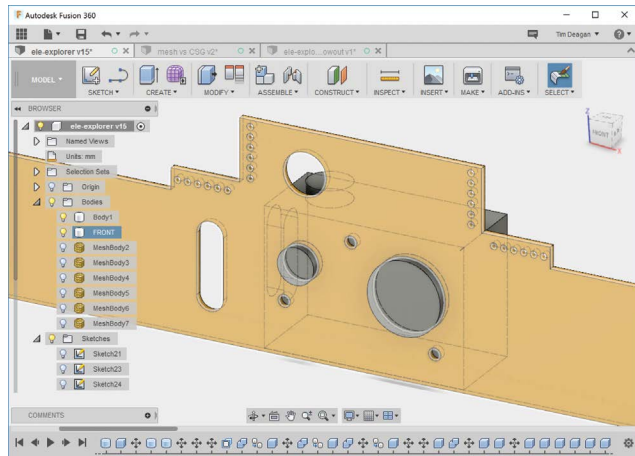 Autodesk Fusion 360
Tim Deagan
ele-explorer v15*
mesh vs CSG v2*
ele-explo...owout v1*
MODEL
SKETCH
CREATE
MODIFY
ASSEMBLE
CONSTRUCT
INSPECT
INSERT
MAKE
ADD-INS
SELECT
BROWSER
ele-explorer v15
Named Views
Units: mm
Selection Sets
Origin
Bodies
Body1
FRONT
MeshBody2
MeshBody3
MeshBody4
MeshBody5
MeshBody6
MeshBody7
Sketches
Sketch21
Sketch23
Sketch24
Z
FRONT
X
COMMENTS